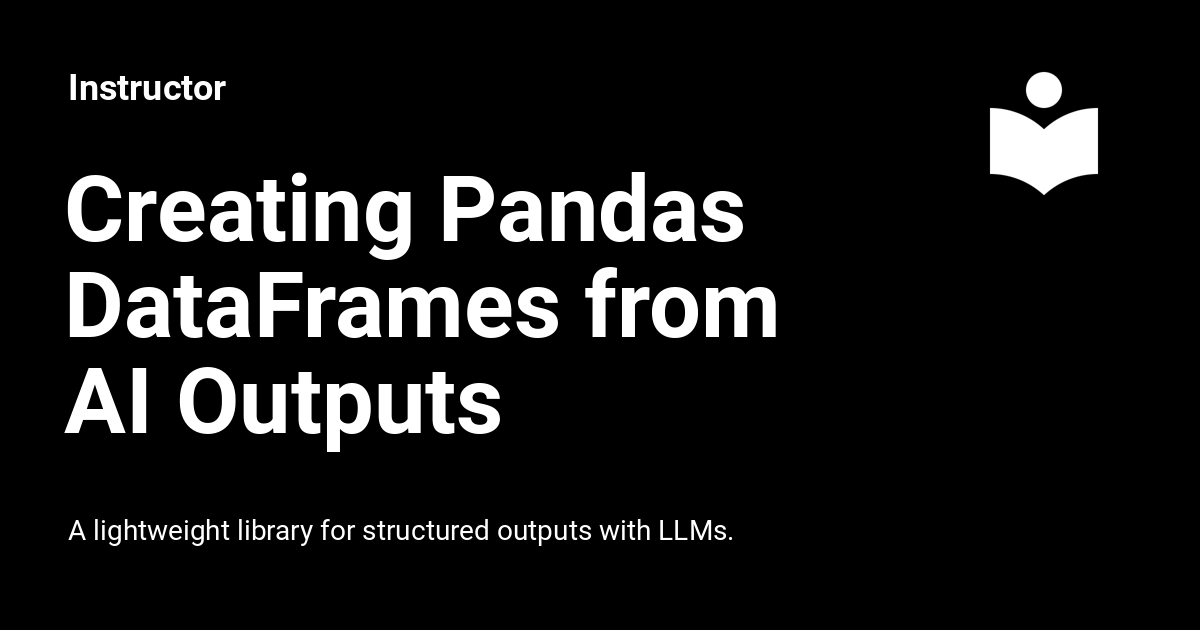 Instructor
Creating Pandas
DataFrames from
AI Outputs
A lightweight library for structured outputs with LLMs.